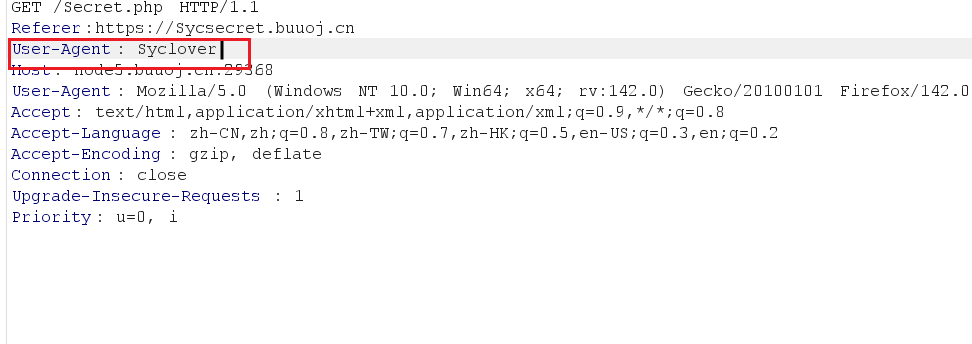 GET /Secret.php HTTP/1.1
Referer:https://Sycsecret.buuoj.cn
User-Agent: Syclover
Host: node5.buuoj.cn:29368
User-Agent: Mozilla/5.0 (Windows NT 10.0; Win64; x64; rv:142.0) Gecko/20100101 Firefox/142.0
Accept: text/html,application/xhtml+xml,application/xml;q=0.9,*/*;q=0.8
Accept-Language: zh-CN,zh;q=0.8,zh-TW;q=0.7,zh-HK;q=0.5,en-US;q=0.3,en;q=0.2
Accept-Encoding: gzip, deflate
Connection: close
Upgrade-Insecure-Requests: 1
Priority: u=0, i